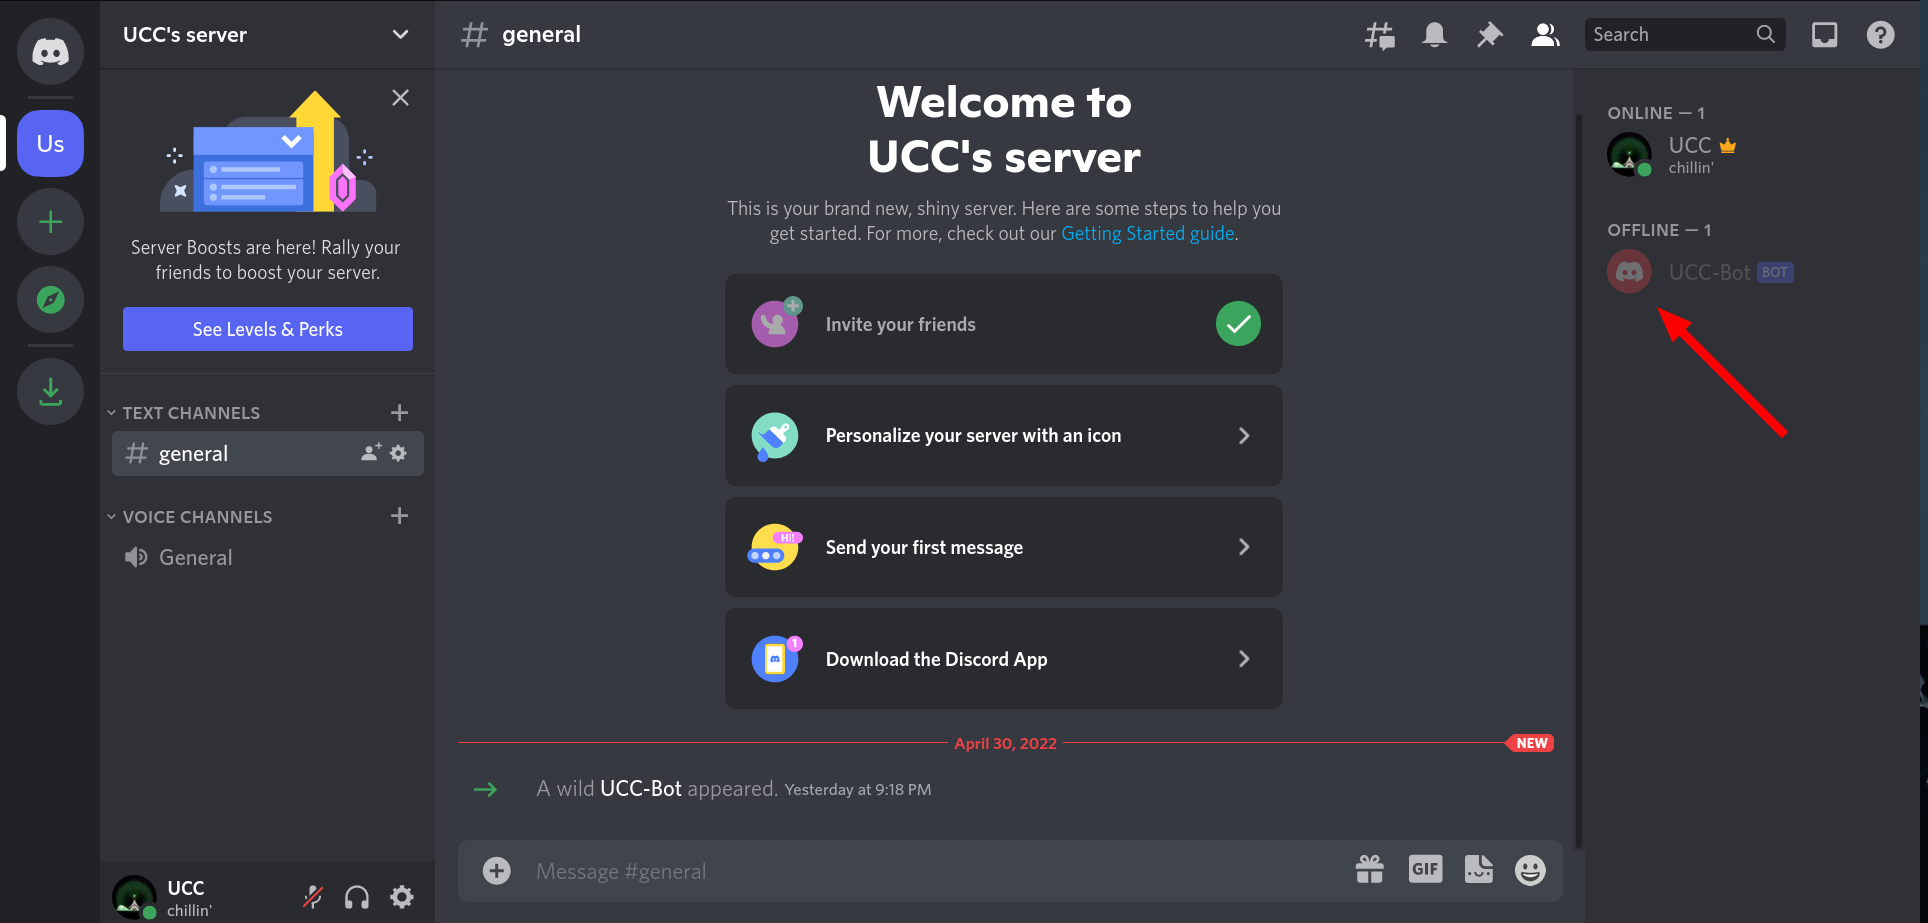 UCC's server
general
Search
Us
Server Boosts are here! Rally your
friends to boost your server.
See Levels & Perks
TEXT CHANNELS
general
VOICE CHANNELS
General
UCC
chillin'
Welcome to
UCC's server
This is your brand new, shiny server. Here are some steps to help you
get started. For more, check out our Getting Started guide.
Invite your friends
Personalize your server with an icon
Hi!
Send your first message
1
Download the Discord App
April 30, 2022
NEW
A wild UCC-Bot appeared. Yesterday at 9:18 PM
Message #general
GIF
ONLINE — 1
UCC
chillin'
OFFLINE — 1
UCC-Bot BOT